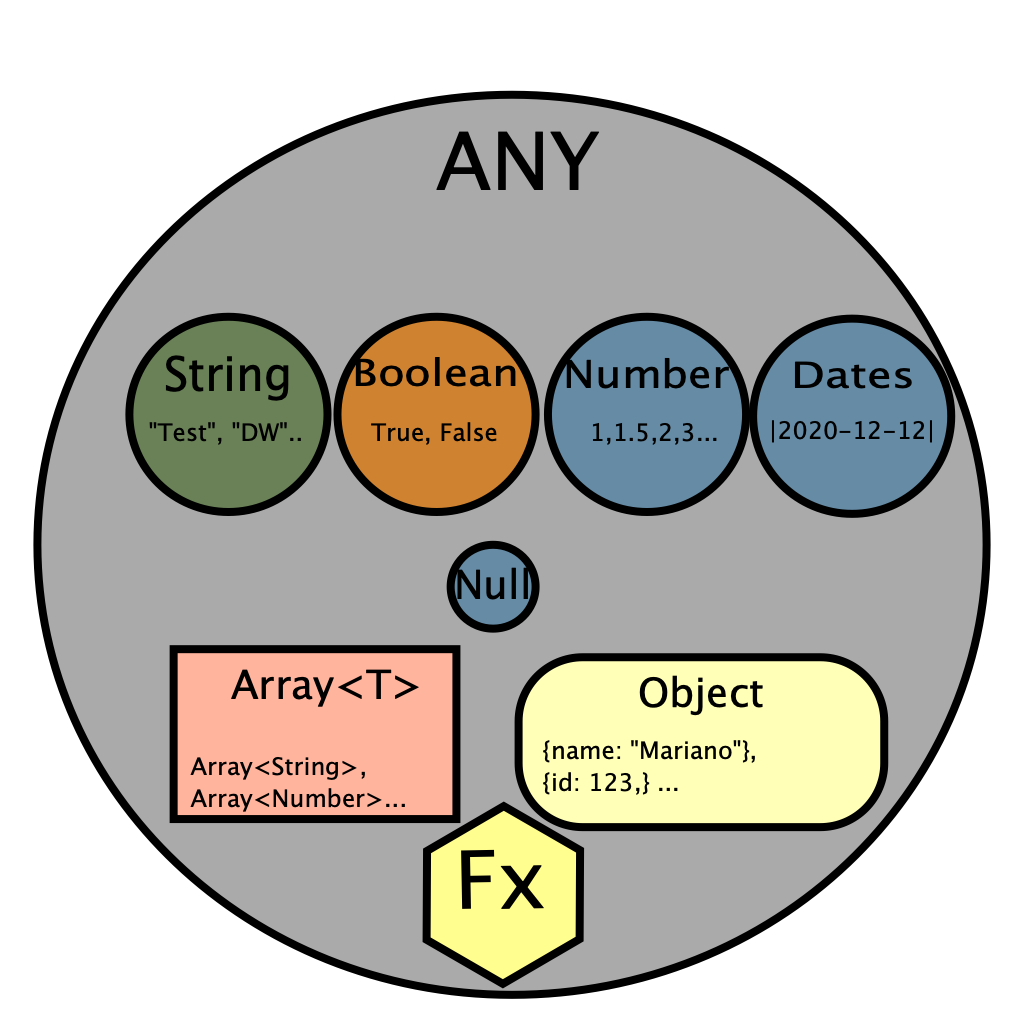 ANY
String
"Test", "DW"..
Boolean
True, False
Number
1,1.5,2,3...
Dates
|2020-12-12|
Null
Array<T>
Array<String>,
Array<Number>...
Object
{name: "Mariano"},
{id: 123,} ...
Fx